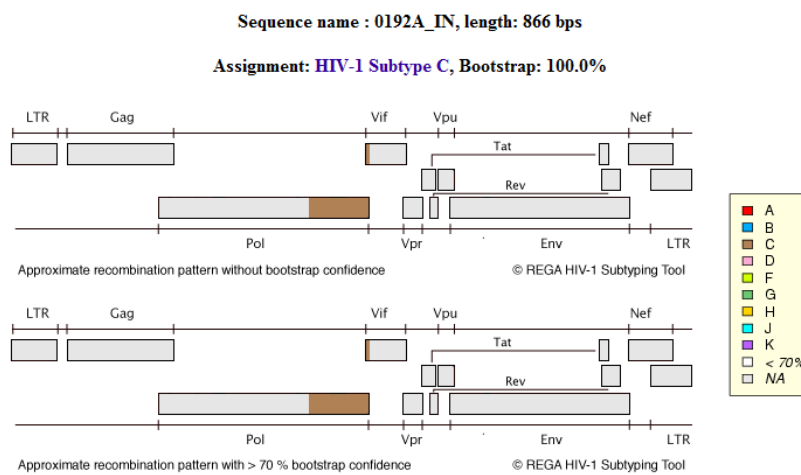 Sequence name : 0192A_IN, length: 866 bps
Assignment: HIV-1 Subtype C, Bootstrap: 100.0%
LTR Gag Vif Vpu Nef
Tat
Rev
Pol Vpr Env LTR
Approximate recombination pattern without bootstrap confidence © REGA HIV-1 Subtyping Tool
A
B
C
D
F
G
H
J
K
< 70%
NA
LTR Gag Vif Vpu Nef
Tat
Rev
Pol Vpr Env LTR
Approximate recombination pattern with > 70 % bootstrap confidence © REGA HIV-1 Subtyping Tool